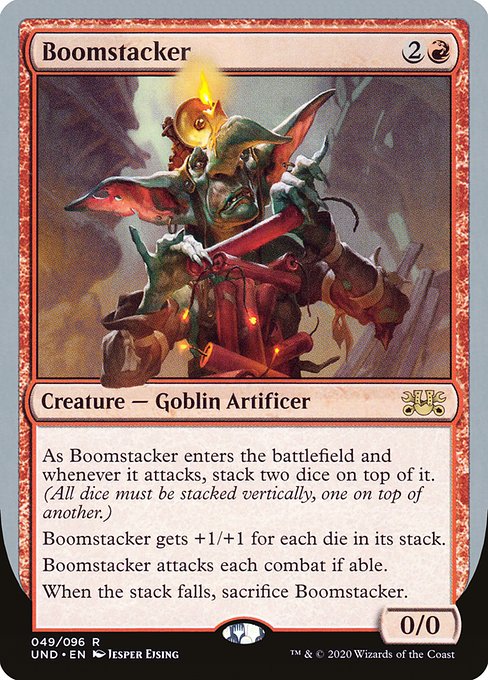 Boomstacker 2
Creature — Goblin Artificer
As Boomstacker enters the battlefield and
whenever it attacks, stack two dice on top of it.
(All dice must be stacked vertically, one on top of
another.)
Boomstacker gets +1/+1 for each die in its stack.
Boomstacker attacks each combat if able.
When the stack falls, sacrifice Boomstacker.
0/0
049/096 R
UND • EN Jesper Eising
™ & © 2020 Wizards of the Coast